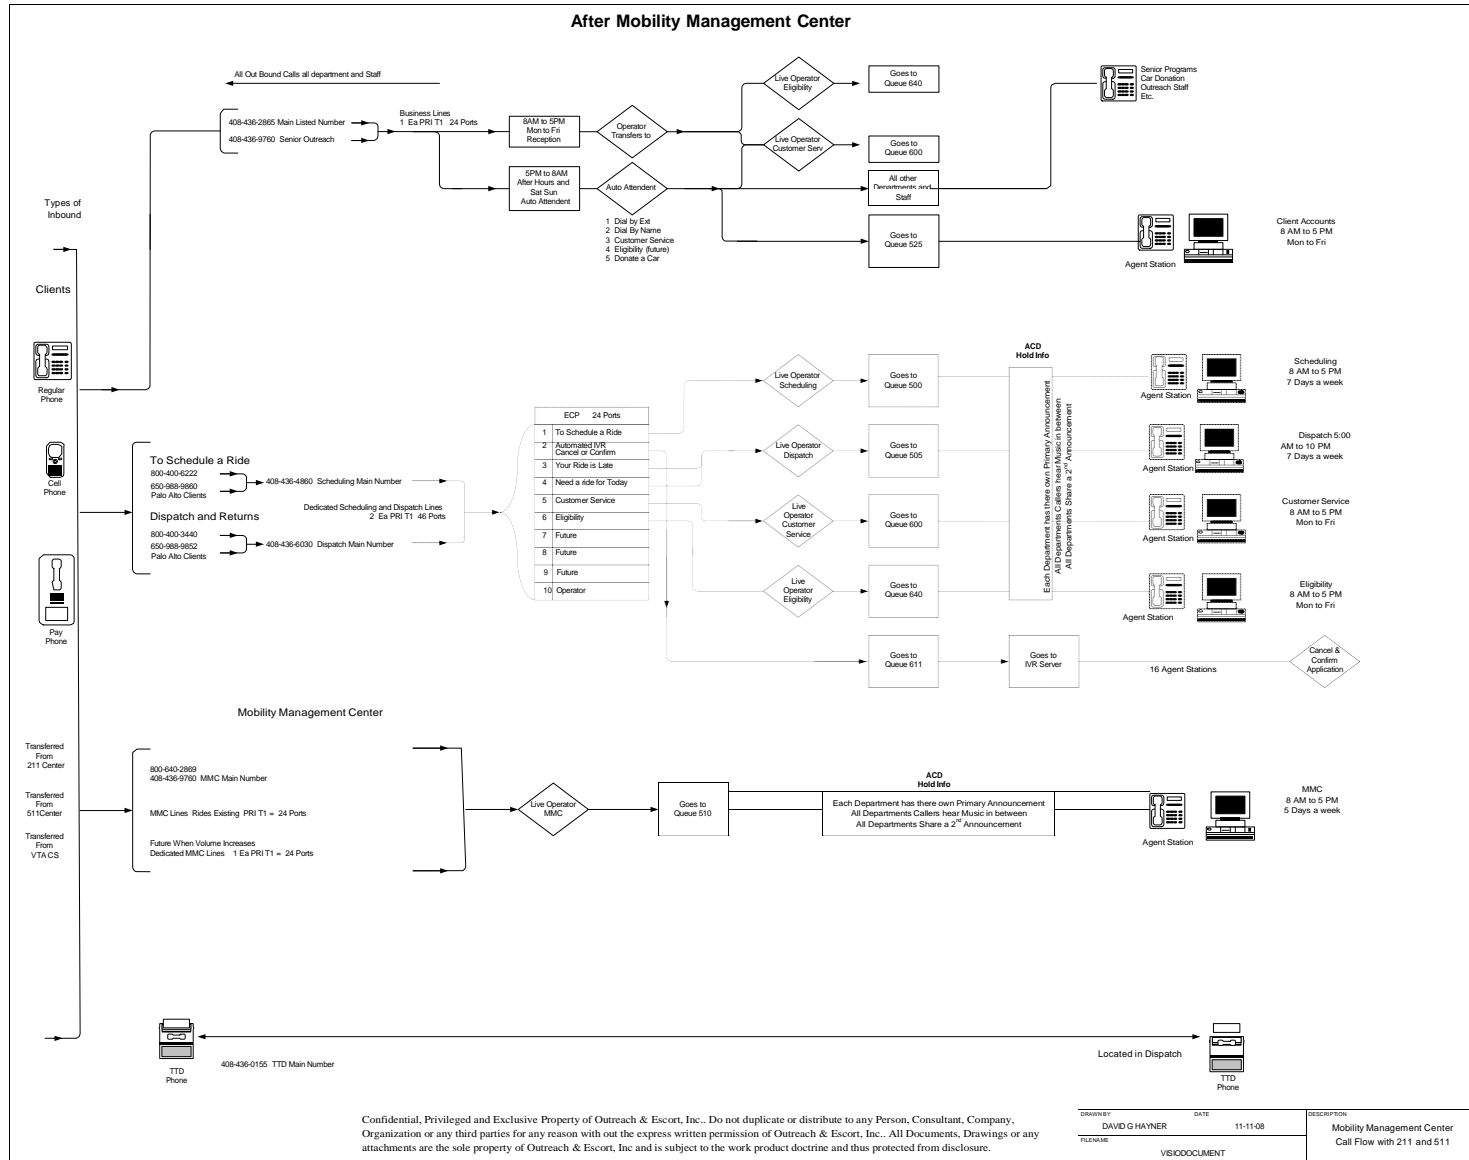 After Mobility Management Center
All Out Bound Calls all department and Staff
408-436-2865 Main Listed Number
408-436-9760 Senior Outreach
Business Lines
1 Ea PRI T1 24 Ports
8AM to 5PM
Mon to Fri
Reception
Operator
Transfers to
Live Operator
Eligibility
Goes to
Queue 640
Live Operator
Customer Serv
Goes to
Queue 600
Senior Programs
Car Donation
Outreach Staff
Etc.
5PM to 8AM
After Hours and
Sat Sun
Auto Attendent
Auto Attendent
1 Dial by Ext
2 Dial By Name
3 Customer Service
4 Eligibility (future)
5 Donate a Car
All other
Departments and
Staff
Goes to
Queue 525
Agent Station
Client Accounts
8 AM to 5 PM
Mon to Fri
Types of
Inbound
Clients
Regular
Phone
Cell
Phone
Pay
Phone
To Schedule a Ride
800-400-6222
650-988-9860
Palo Alto Clients
408-436-4860 Scheduling Main Number
Dispatch and Returns
800-400-3440
650-988-9852
Palo Alto Clients
408-436-6030 Dispatch Main Number
Dedicated Scheduling and Dispatch Lines
2 Ea PRI T1 46 Ports
ECP 24 Ports
1 To Schedule a Ride
2 Automated IVR
Cancel or Confirm
3 Your Ride is Late
4 Need a ride for Today
5 Customer Service
6 Eligibility
7 Future
8 Future
9 Future
10 Operator
Live Operator
Scheduling
Goes to
Queue 500
Live Operator
Dispatch
Goes to
Queue 505
Live
Operator
Customer
Service
Goes to
Queue 600
Live
Operator
Eligibility
Goes to
Queue 640
Goes to
Queue 611
Goes to
IVR Server
16 Agent Stations
Cancel &
Confirm
Application
ACD
Hold Info
Each Department has there own Primary Announcement
All Departments Callers hear Music in between
All Departments Share a 2nd Announcement
Agent Station
Scheduling
8 AM to 5 PM
7 Days a week
Agent Station
Dispatch 5:00
AM to 10 PM
7 Days a week
Agent Station
Customer Service
8 AM to 5 PM
Mon to Fri
Agent Station
Eligibility
8 AM to 5 PM
Mon to Fri
Mobility Management Center
Transferred
From
211 Center
Transferred
From
511Center
Transferred
From
VTA CS
800-640-2869
408-436-9760 MMC Main Number
MMC Lines Rides Existing PRI T1 = 24 Ports
Future When Volume Increases
Dedicated MMC Lines 1 Ea PRI T1 = 24 Ports
Live Operator
MMC
Goes to
Queue 510
ACD
Hold Info
Each Department has there own Primary Announcement
All Departments Callers hear Music in between
All Departments Share a 2nd Announcement
Agent Station
MMC
8 AM to 5 PM
5 Days a week
TTD
Phone
408-436-0155 TTD Main Number
Located in Dispatch
TTD
Phone
Confidential, Privileged and Exclusive Property of Outreach & Escort, Inc.. Do not duplicate or distribute to any Person, Consultant, Company,
Organization or any third parties for any reason with out the express written permission of Outreach & Escort, Inc.. All Documents, Drawings or any
attachments are the sole property of Outreach & Escort, Inc and is subject to the work product doctrine and thus protected from disclosure.
DRAWN BY
DAVID G HAYNER
DATE
11-11-08
FILENAME
VISIODOCUMENT
DESCRIPTION
Mobility Management Center
Call Flow with 211 and 511